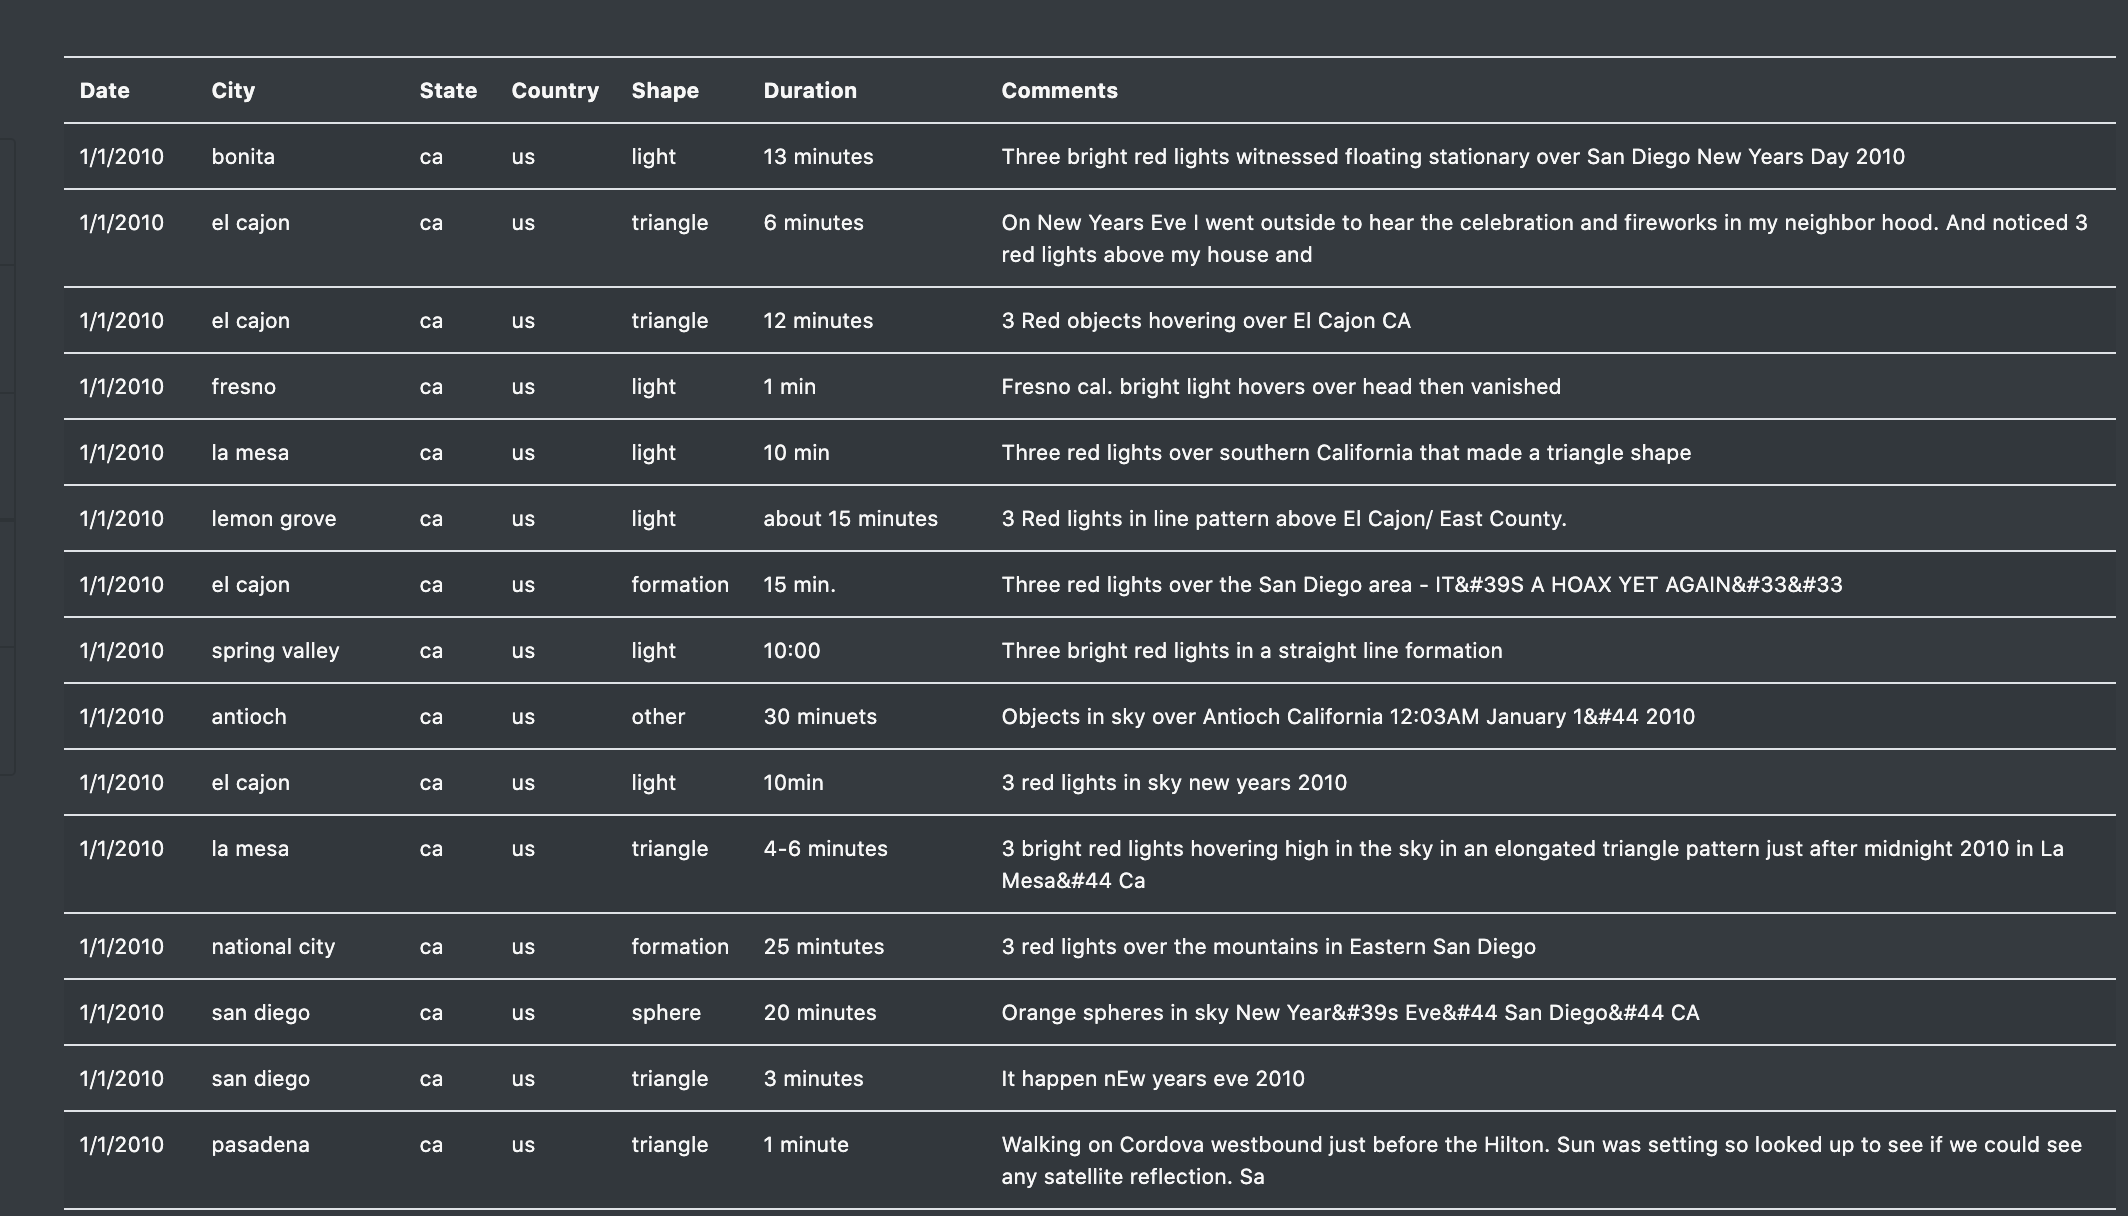 Date City State Country Shape Duration Comments
1/1/2010 bonita ca us light 13 minutes Three bright red lights witnessed floating stationary over San Diego New Years Day 2010
1/1/2010 el cajon ca us triangle 6 minutes On New Years Eve I went outside to hear the celebration and fireworks in my neighbor hood. And noticed 3
red lights above my house and
1/1/2010 el cajon ca us triangle 12 minutes 3 Red objects hovering over El Cajon CA
1/1/2010 fresno ca us light 1 min Fresno cal. bright light hovers over head then vanished
1/1/2010 la mesa ca us light 10 min Three red lights over southern California that made a triangle shape
1/1/2010 lemon grove ca us light about 15 minutes 3 Red lights in line pattern above El Cajon/ East County.
1/1/2010 el cajon ca us formation 15 min. Three red lights over the San Diego area - IT&#39S A HOAX YET AGAIN&#33&#33
1/1/2010 spring valley ca us light 10:00 Three bright red lights in a straight line formation
1/1/2010 antioch ca us other 30 minuets Objects in sky over Antioch California 12:03AM January 1&#44 2010
1/1/2010 el cajon ca us light 10min 3 red lights in sky new years 2010
1/1/2010 la mesa ca us triangle 4-6 minutes 3 bright red lights hovering high in the sky in an elongated triangle pattern just after midnight 2010 in La
Mesa&#44 Ca
1/1/2010 national city ca us formation 25 mintutes 3 red lights over the mountains in Eastern San Diego
1/1/2010 san diego ca us sphere 20 minutes Orange spheres in sky New Year&#39s Eve&#44 San Diego&#44 CA
1/1/2010 san diego ca us triangle 3 minutes It happen nEw years eve 2010
1/1/2010 pasadena ca us triangle 1 minute Walking on Cordova westbound just before the Hilton. Sun was setting so looked up to see if we could see
any satellite reflection. Sa